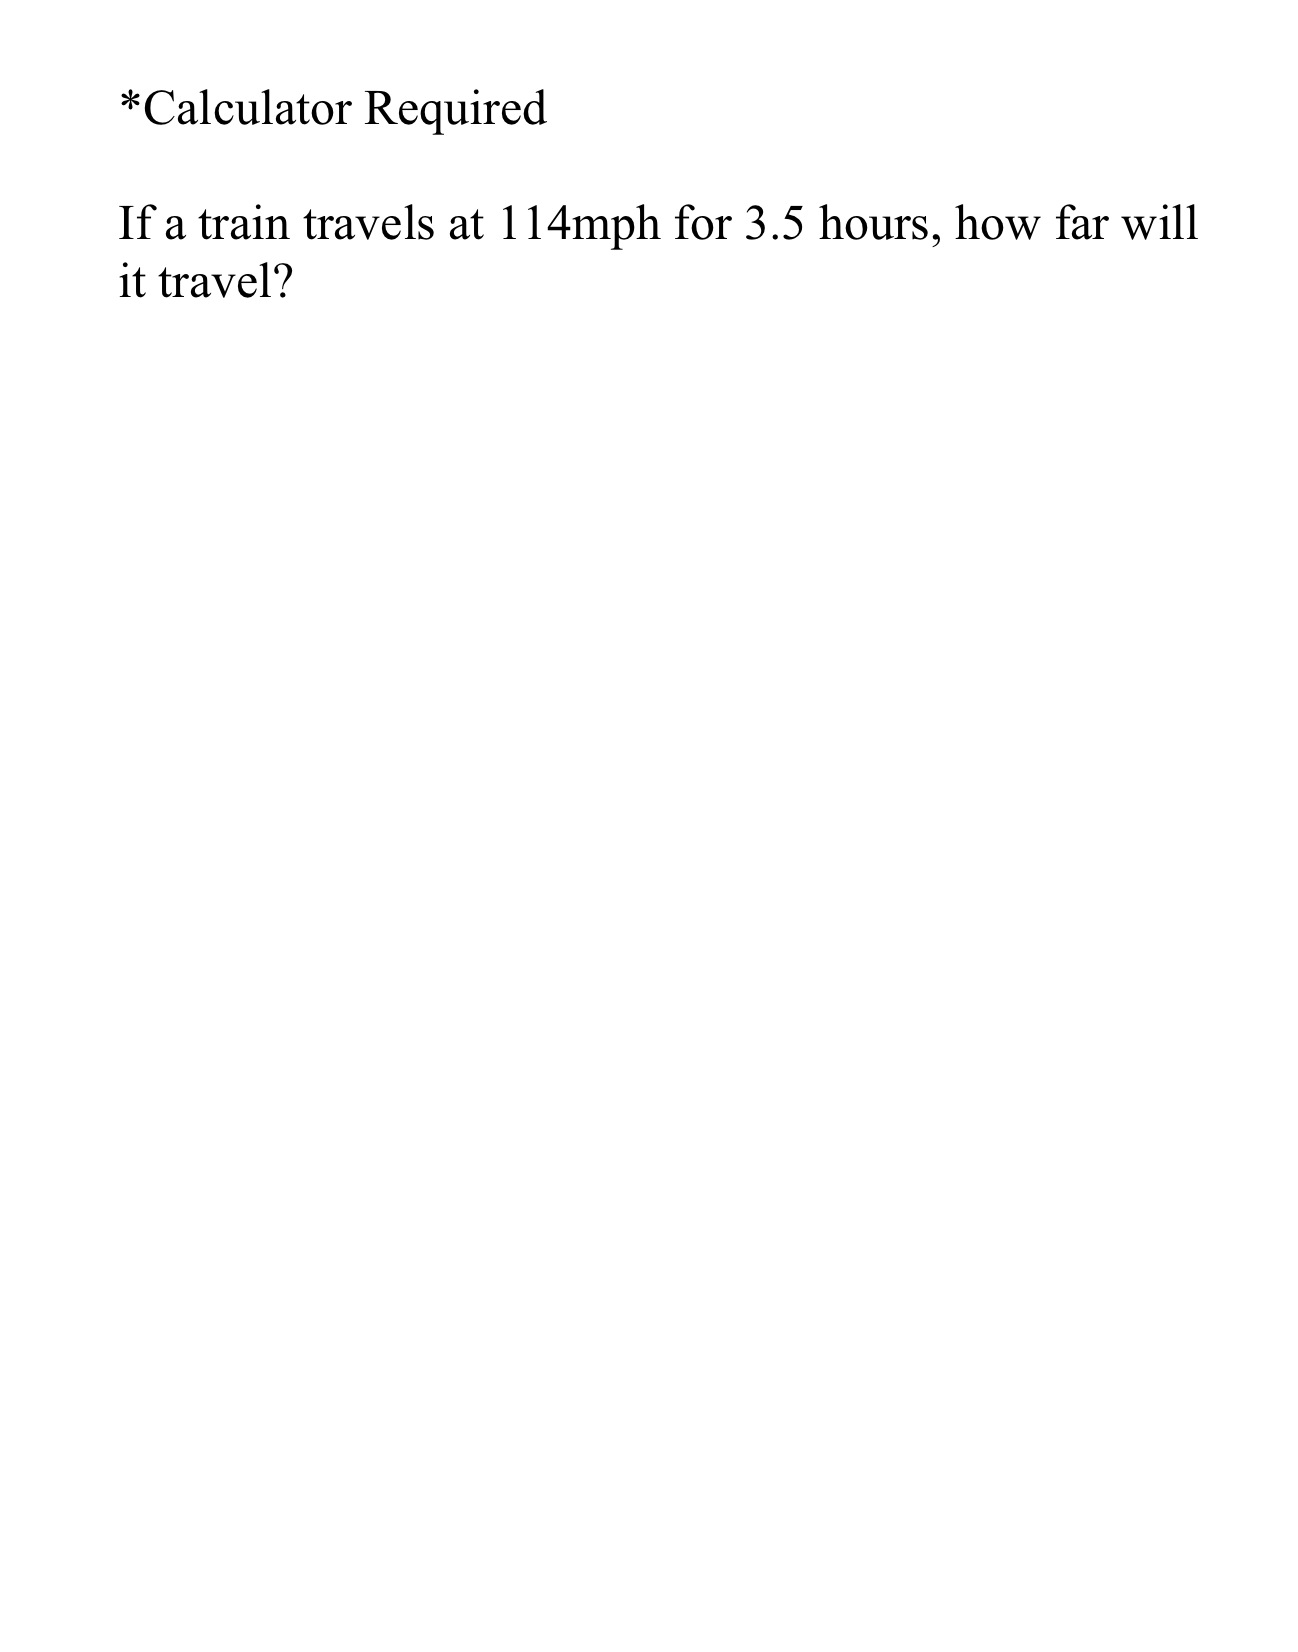 *Calculator Required
If a train travels at 114mph for 3.5 hours, how far will
it travel?